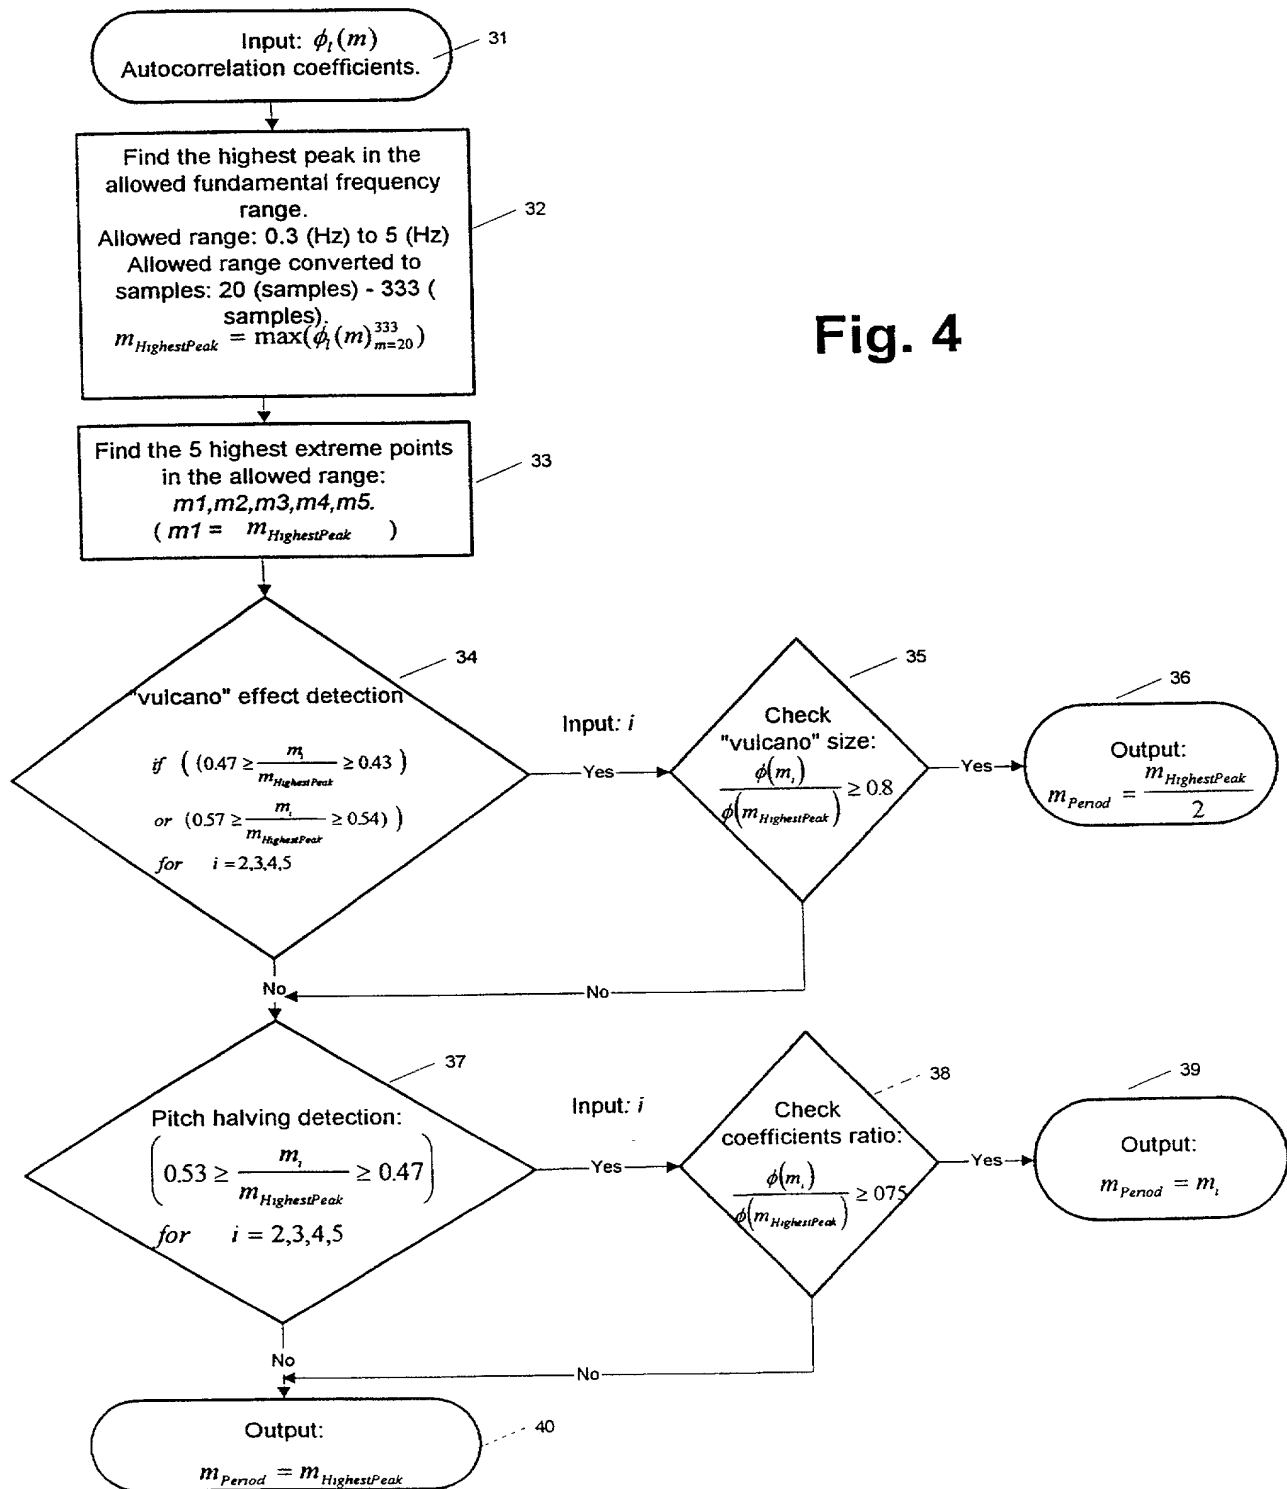 Input: ϕ_l(m)
Autocorrelation coefficients.
31
Find the highest peak in the
allowed fundamental frequency
range.
Allowed range: 0.3 (Hz) to 5 (Hz)
Allowed range converted to
samples: 20 (samples) - 333 (
samples).
m_HighestPeak = max(ϕ_l(m)_{m=20}^{333})
32
Fig. 4
Find the 5 highest extreme points
in the allowed range:
m1,m2,m3,m4,m5.
( m1 = m_HighestPeak )
33
34
"vulcano" effect detection
if ( (0.47 ≥ m_i / m_HighestPeak ≥ 0.43 )
or (0.57 ≥ m_i / m_HighestPeak ≥ 0.54) )
for i = 2,3,4,5
Input: i
Yes
35
Check
"vulcano" size:
ϕ(m_i) / ϕ(m_HighestPeak) ≥ 0.8
Yes
36
Output:
m_Period = m_HighestPeak / 2
No
No
37
Pitch halving detection:
(0.53 ≥ m_i / m_HighestPeak ≥ 0.47)
for i = 2,3,4,5
Input: i
Yes
38
Check
coefficients ratio:
ϕ(m_i) / ϕ(m_HighestPeak) ≥ 075
Yes
39
Output:
m_Period = m_i
No
No
Output:
m_Period = m_HighestPeak
40